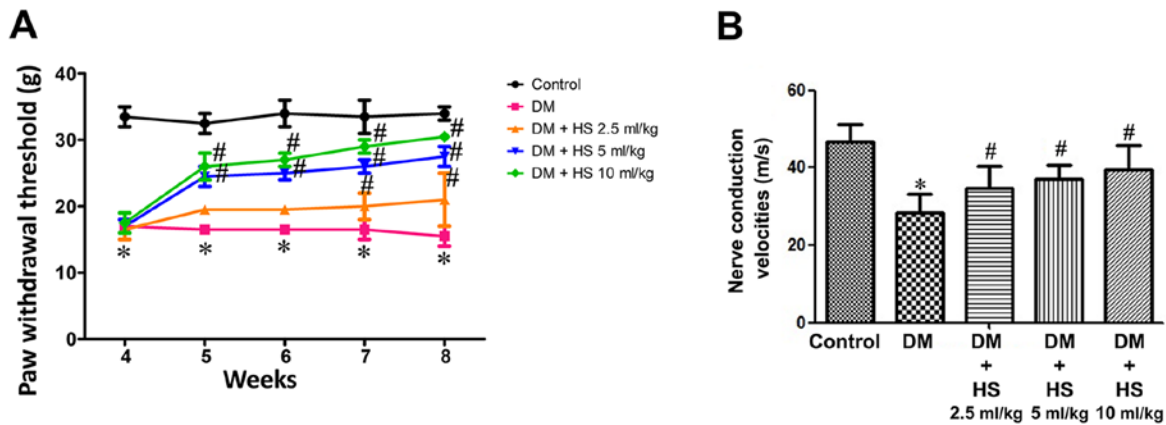 A
Paw withdrawal threshold (g)
40
30
20
10
0
4 5 6 7 8
Weeks
# # # #
# # # #
# #
* * * * *
Control
DM
DM + HS 2.5 ml/kg
DM + HS 5 ml/kg
DM + HS 10 ml/kg
B
Nerve conduction
velocities (m/s)
60
40
20
0
* # # #
Control DM DM DM DM
+ + +
HS HS HS
2.5 ml/kg 5 ml/kg 10 ml/kg